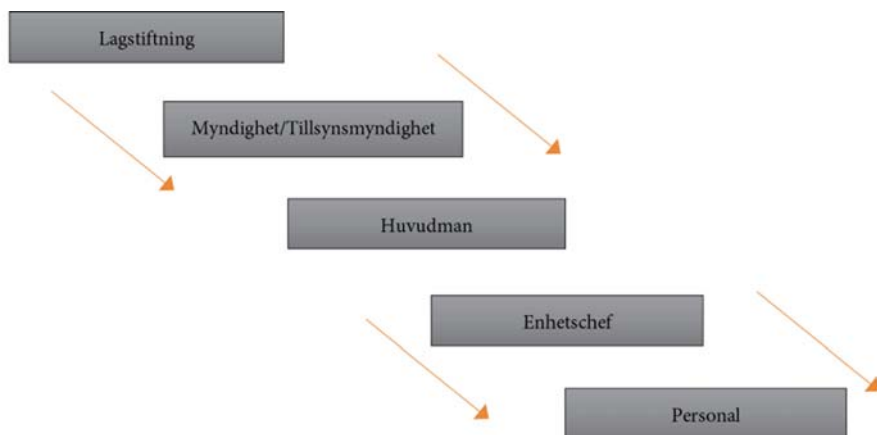 Lagstiftning
Myndighet/Tillsynsmyndighet
Huvudman
Enhetschef
Personal